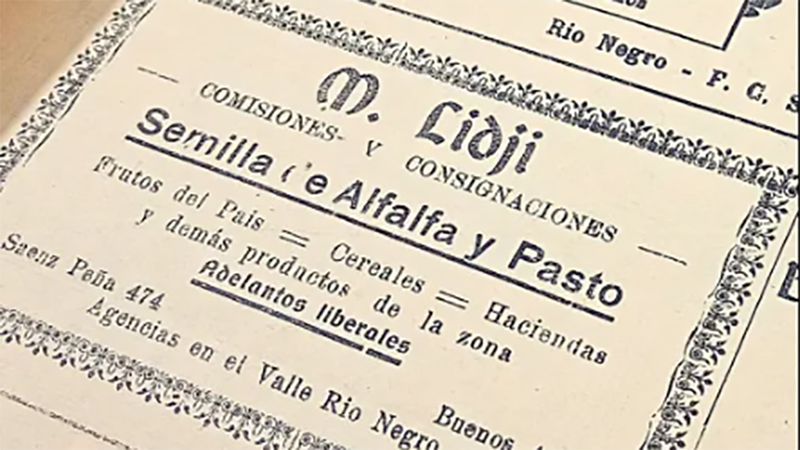 Rio Negro - F. C. S
M. Lidji
COMISIONES Y CONSIGNACIONES
Semilla de Alfalfa y Pasto
Frutos del Pais = Cereales = Haciendas
y demás productos de la zona
Adelantos liberales
Saenz Peña 474
Buenos A
Agencias en el Valle Rio Negro